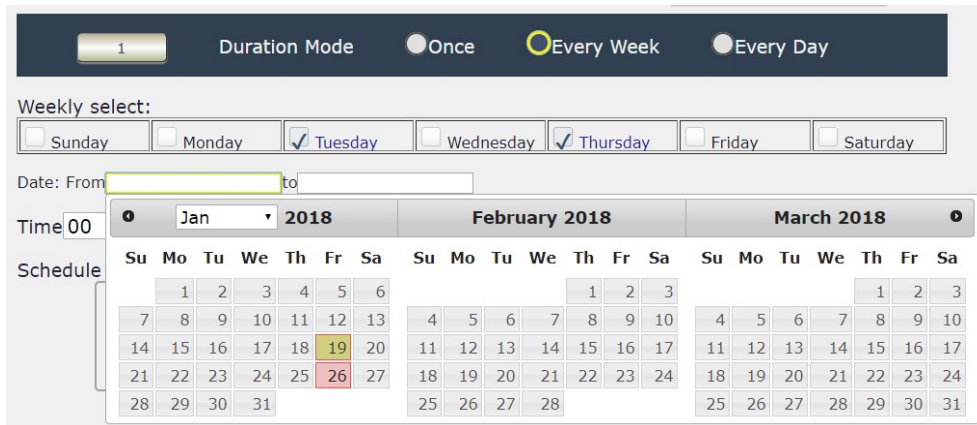 1 Duration Mode Once Every Week Every Day
Weekly select:
Sunday Monday Tuesday Wednesday Thursday Friday Saturday
Date: From to
Time 00
Schedule
Jan 2018 February 2018 March 2018
Su Mo Tu We Th Fr Sa Su Mo Tu We Th Fr Sa Su Mo Tu We Th Fr Sa
1 2 3 4 5 6 1 2 3 1 2 3
7 8 9 10 11 12 13 4 5 6 7 8 9 10 4 5 6 7 8 9 10
14 15 16 17 18 19 20 11 12 13 14 15 16 17 11 12 13 14 15 16 17
21 22 23 24 25 26 27 18 19 20 21 22 23 24 18 19 20 21 22 23 24
28 29 30 31 25 26 27 28 25 26 27 28 29 30 31